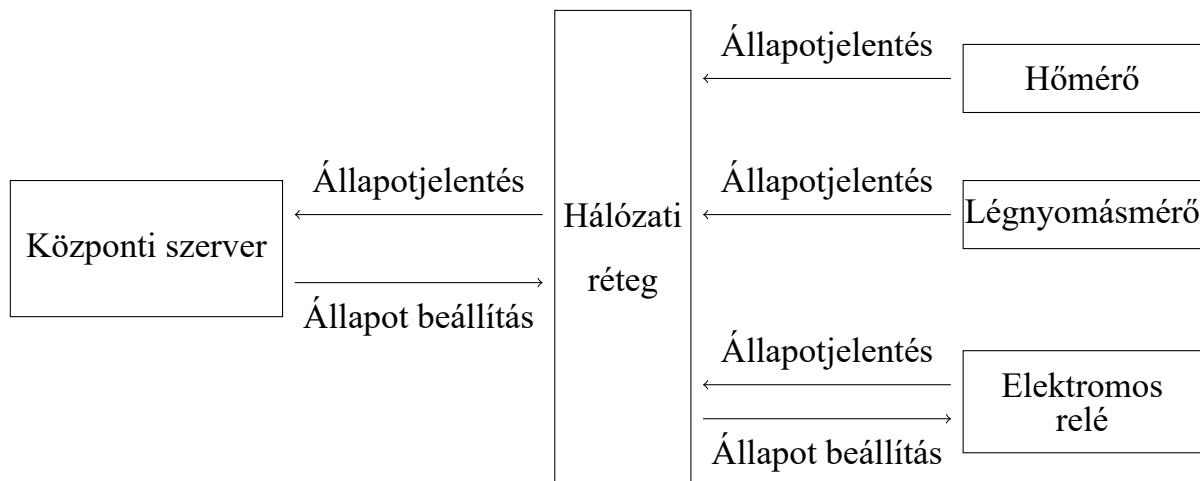 Központi szerver
Állapotjelentés
Állapot beállítás
Hálózati
réteg
Állapotjelentés
Hőmérő
Állapotjelentés
Légnyomásmérő
Állapotjelentés
Állapot beállítás
Elektromos
relé